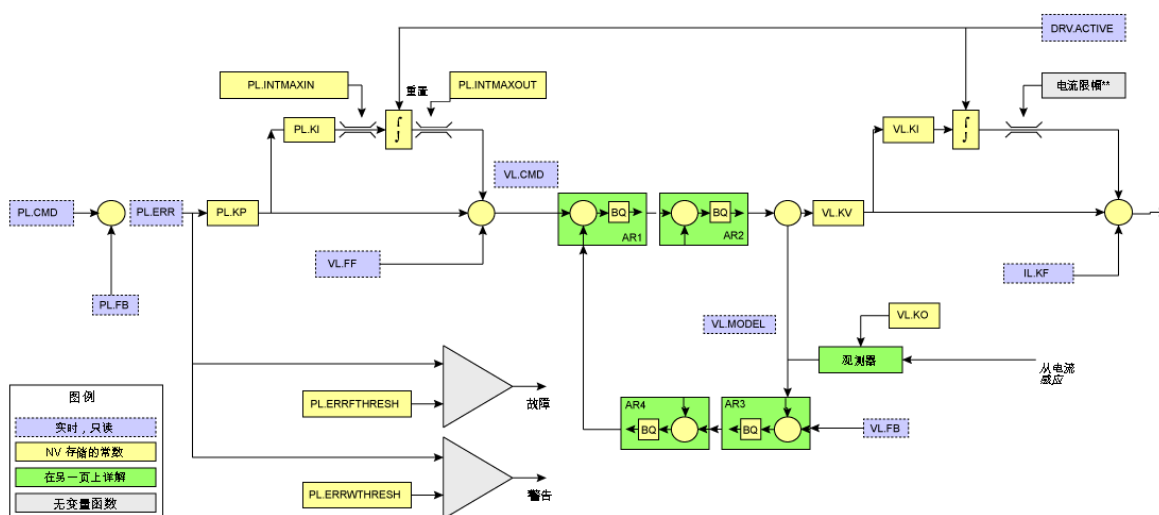 DRV.ACTIVE
PL.INTMAXIN
重置
PL.INTMAXOUT
电流限幅**
PL.KI
∫
VL.KI
∫
PL.CMD
PL.ERR
PL.KP
VL.CMD
BQ
AR1
BQ
AR2
VL.KV
PL.FB
VL.FF
IL.KF
VL.MODEL
VL.KO
观测器
从电流
感应
PL.ERRFTHRESH
故障
AR4
BQ
AR3
BQ
VL.FB
PL.ERRWTHRESH
警告
图例
实时，只读
NV 存储的常数
在另一页上详解
无变量函数